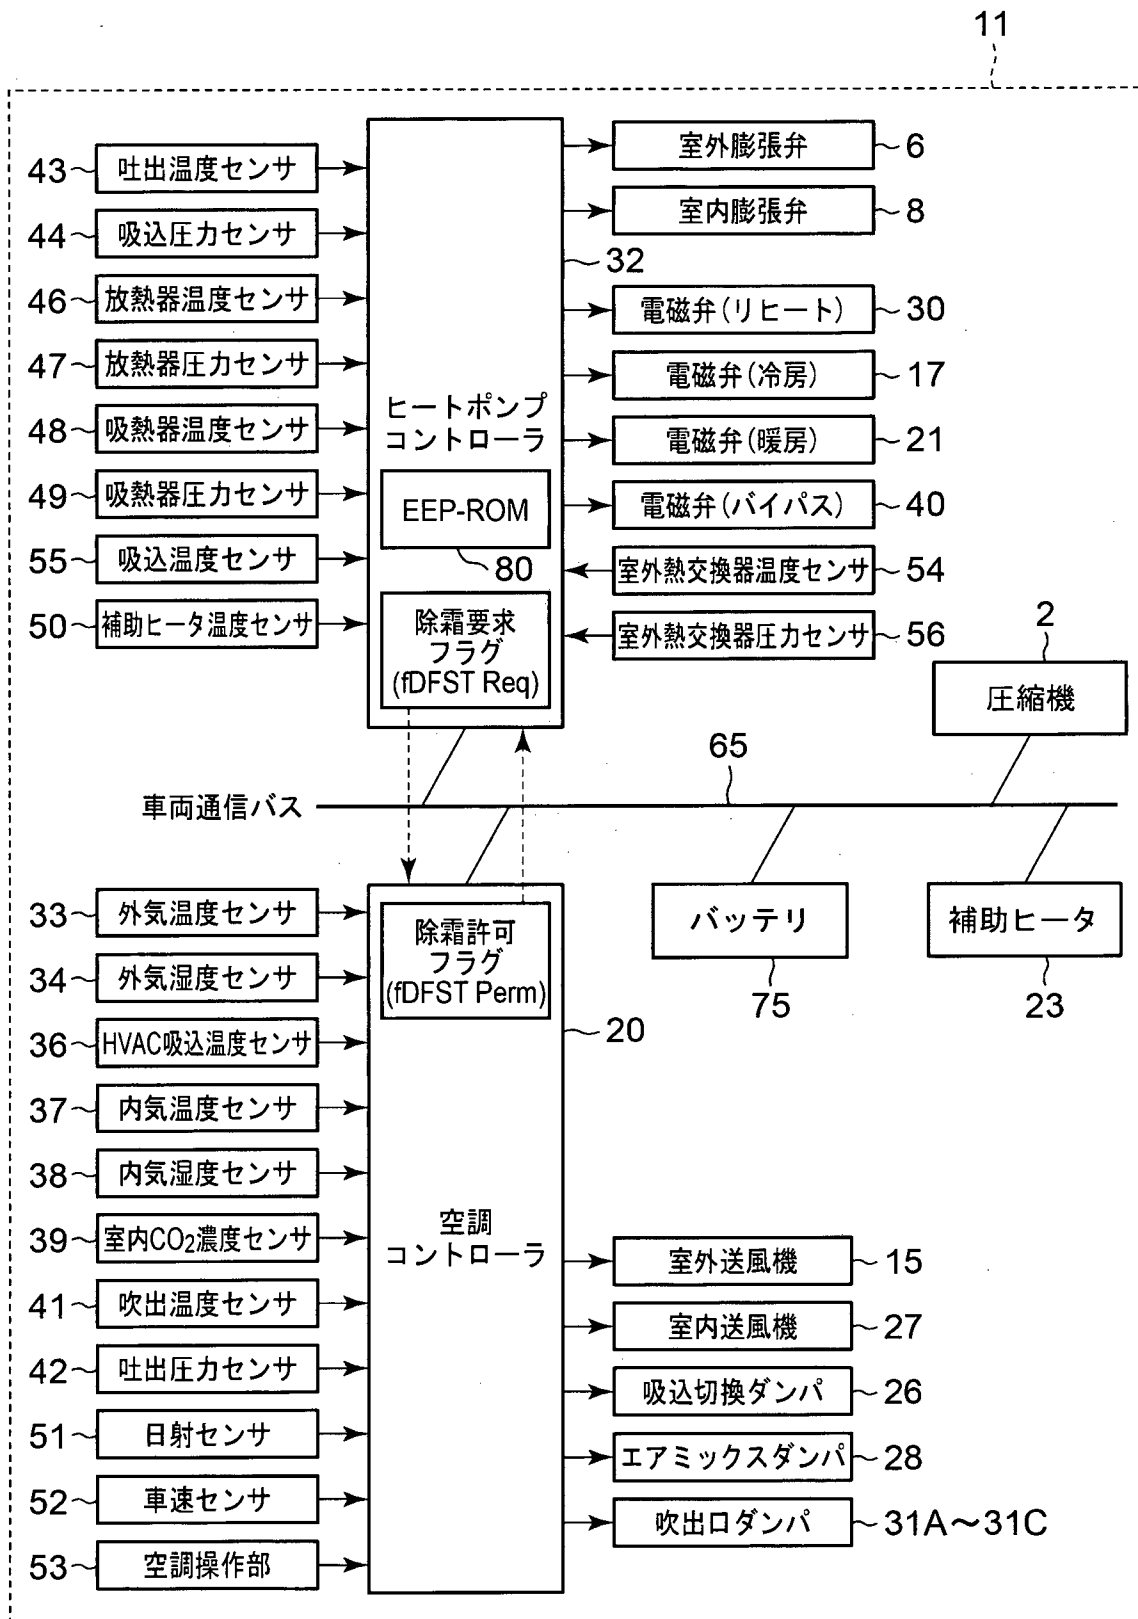 11
43 吐出温度センサ
44 吸込圧力センサ
46 放熱器温度センサ
47 放熱器圧力センサ
48 吸熱器温度センサ
49 吸熱器圧力センサ
55 吸込温度センサ
50 補助ヒータ温度センサ
ヒートポンプ
コントローラ
32
EEP-ROM
80
除霜要求
フラグ
(fDFST Req)
室外膨張弁 6
室内膨張弁 8
電磁弁(リヒート) 30
電磁弁(冷房) 17
電磁弁(暖房) 21
電磁弁(バイパス) 40
室外熱交換器温度センサ 54
室外熱交換器圧力センサ 56
2
圧縮機
車両通信バス
65
バッテリ
75
補助ヒータ
23
33 外気温度センサ
34 外気湿度センサ
36 HVAC吸込温度センサ
37 内気温度センサ
38 内気湿度センサ
39 室内CO₂濃度センサ
41 吹出温度センサ
42 吐出圧力センサ
51 日射センサ
52 車速センサ
53 空調操作部
除霜許可
フラグ
(fDFST Perm)
20
空調
コントローラ
室外送風機 15
室内送風機 27
吸込切換ダンパ 26
エアミックスダンパ 28
吹出口ダンパ 31A～31C